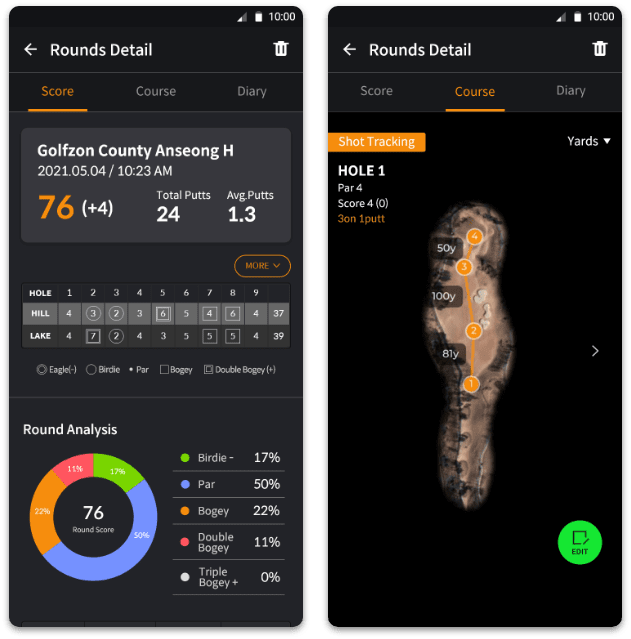 10:00
Rounds Detail
Score Course Diary
Golfzon County Anseong H
2021.05.04 / 10:23 AM
76 (+4)
Total Putts
24
Avg.Putts
1.3
MORE
HOLE 1 2 3 4 5 6 7 8 9
HILL 4 3 2 3 6 5 4 6 4 37
LAKE 4 7 2 4 3 5 5 5 4 39
Eagle(-) Birdie Par Bogey Double Bogey (+)
Round Analysis
17%
50%
22%
11%
76
Round Score
Birdie - 17%
Par 50%
Bogey 22%
Double
Bogey 11%
Triple
Bogey + 0%
10:00
Rounds Detail
Score Course Diary
Shot Tracking
Yards
HOLE 1
Par 4
Score 4 (0)
3on 1putt
4
50y
3
100y
2
81y
1
EDIT